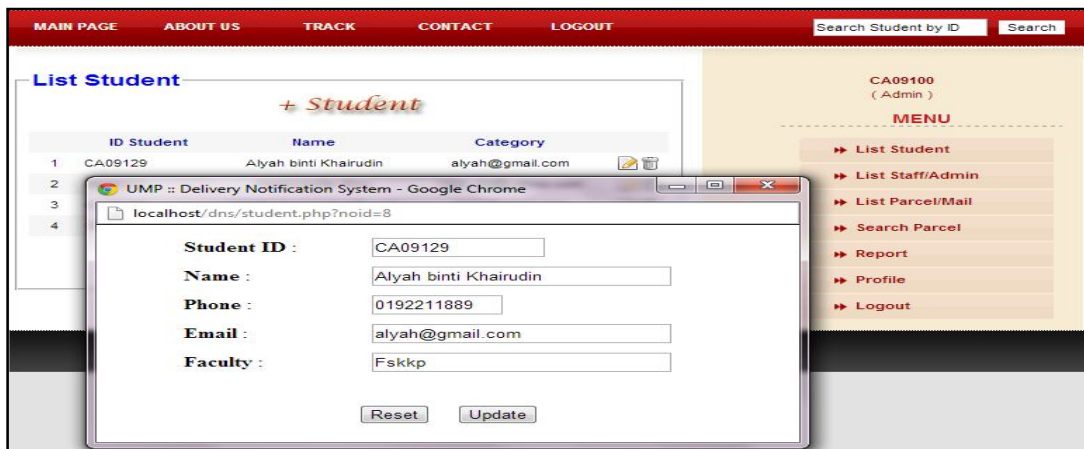 MAIN PAGE ABOUT US TRACK CONTACT LOGOUT Search Student by ID Search
List Student
+ Student
ID Student Name Category
1 CA09129 Alyah binti Khairudin alyah@gmail.com
2
3
4
CA09100
( Admin )
MENU
List Student
List Staff/Admin
List Parcel/Mail
Search Parcel
Report
Profile
Logout
UMP :: Delivery Notification System - Google Chrome
localhost/dns/student.php?noid=8
Student ID : CA09129
Name : Alyah binti Khairudin
Phone : 0192211889
Email : alyah@gmail.com
Faculty : Fskkp
Reset Update